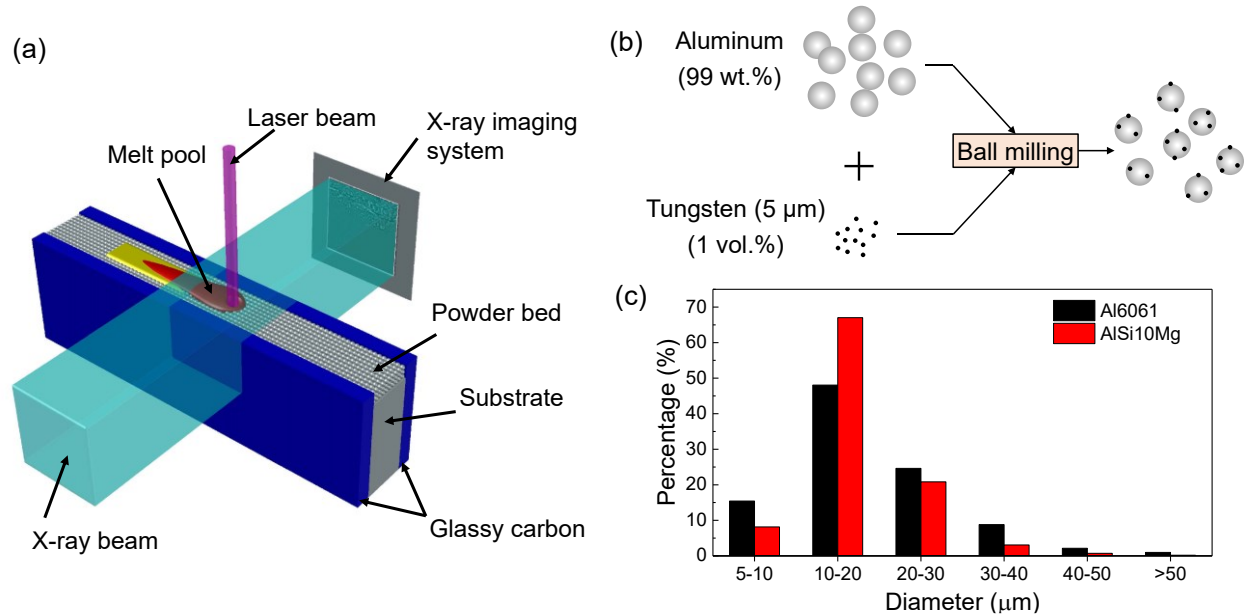 (a)
Laser beam
Melt pool
X-ray imaging
system
Powder bed
Substrate
Glassy carbon
X-ray beam
(b)
Aluminum
(99 wt.%)
+
Tungsten (5 µm)
(1 vol.%)
Ball milling
(c)
Percentage (%)
70
60
50
40
30
20
10
0
Al6061
AlSi10Mg
5-10
10-20
20-30
30-40
40-50
>50
Diameter (µm)